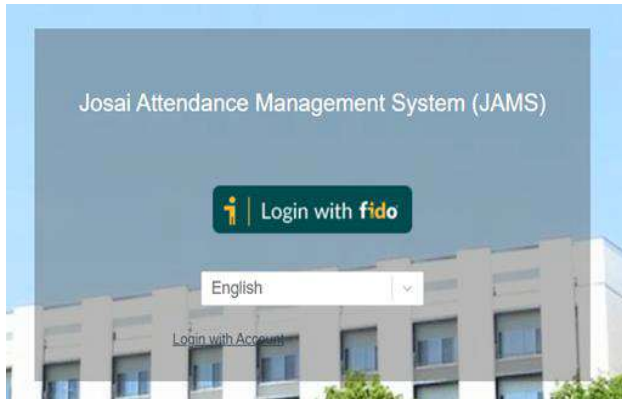 Josai Attendance Management System (JAMS)
Login with fido
English
Login with Account